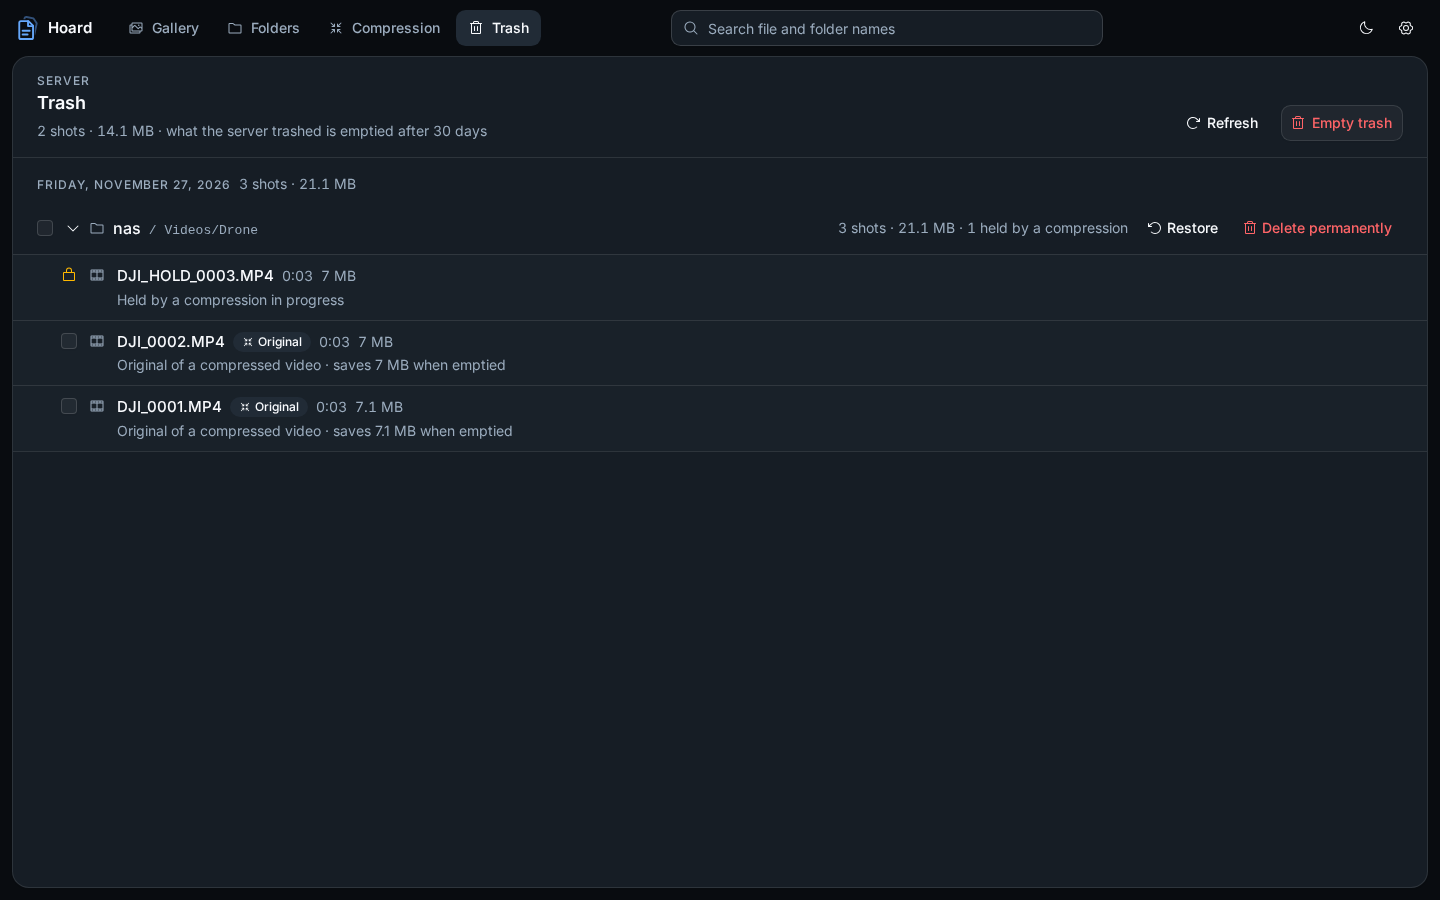 Hoard Gallery Folders Compression Trash Search file and folder names
SERVER
Trash
2 shots · 14.1 MB · what the server trashed is emptied after 30 days
Refresh Empty trash
FRIDAY, NOVEMBER 27, 2026 3 shots · 21.1 MB
nas / Videos/Drone 3 shots · 21.1 MB · 1 held by a compression Restore Delete permanently
DJI_HOLD_0003.MP4 0:03 7 MB
Held by a compression in progress
DJI_0002.MP4 Original 0:03 7 MB
Original of a compressed video · saves 7 MB when emptied
DJI_0001.MP4 Original 0:03 7.1 MB
Original of a compressed video · saves 7.1 MB when emptied